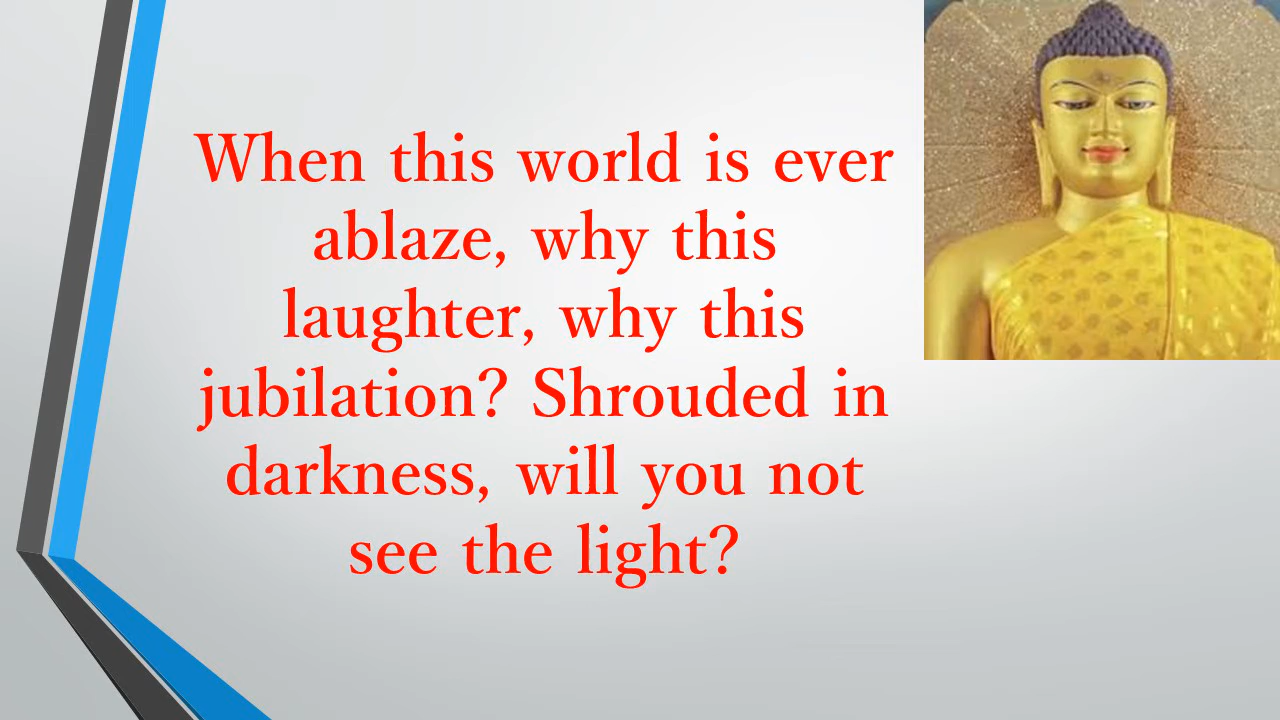 When this world is ever
ablaze, why this
laughter, why this
jubilation? Shrouded in
darkness, will you not
see the light?